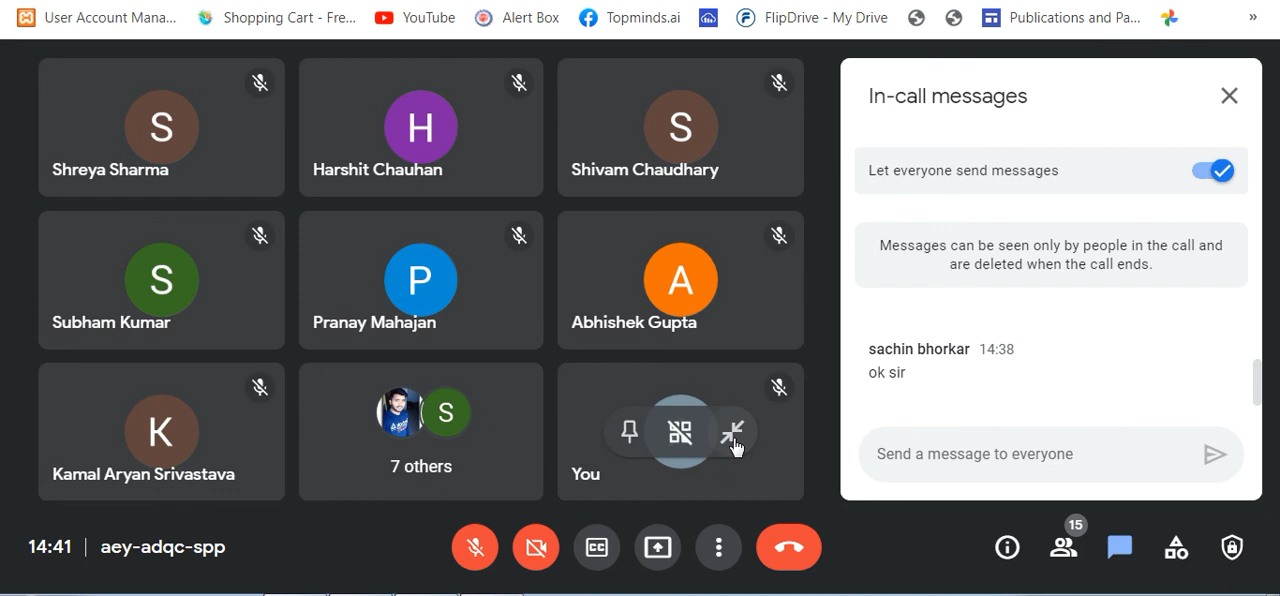 User Account Mana...
Shopping Cart - Fre...
YouTube
Alert Box
Topminds.ai
FlipDrive - My Drive
Publications and Pa...
»
S
Shreya Sharma
H
Harshit Chauhan
S
Shivam Chaudhary
S
Subham Kumar
P
Pranay Mahajan
A
Abhishek Gupta
K
Kamal Aryan Srivastava
S
7 others
You
In-call messages
Let everyone send messages
Messages can be seen only by people in the call and
are deleted when the call ends.
sachin bhorkar 14:38
ok sir
Send a message to everyone
14:41 | aey-adqc-spp
CC
15